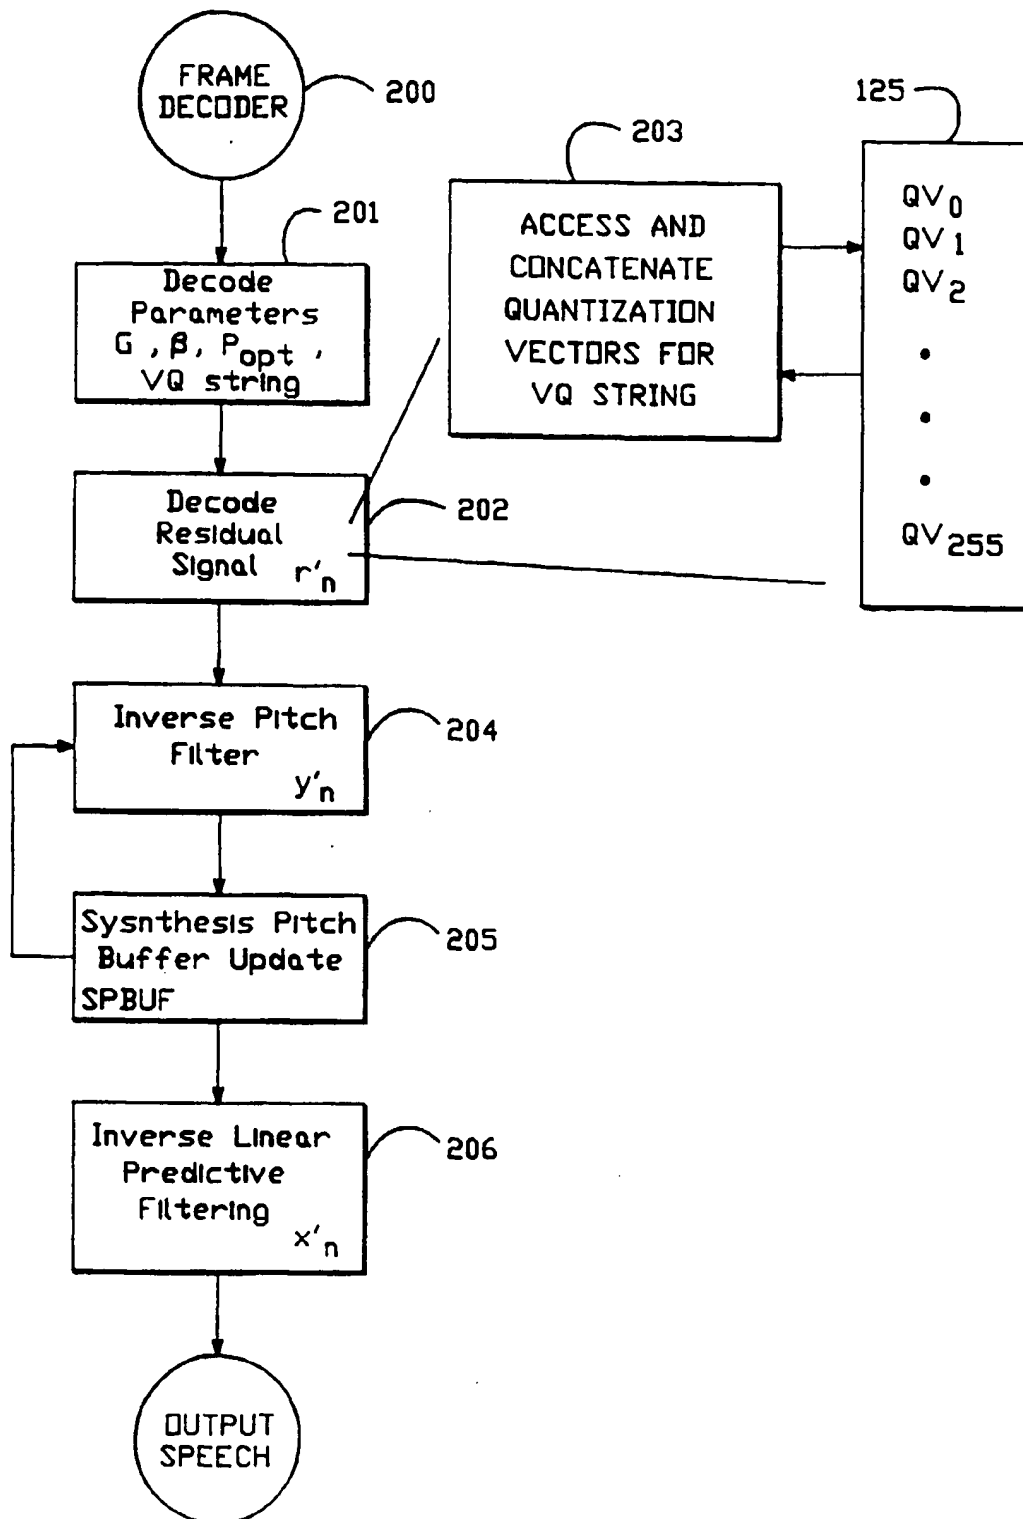 FRAME
DECODER
200
201
Decode
Parameters
G , β, Popt ,
VQ string
203
ACCESS AND
CONCATENATE
QUANTIZATION
VECTORS FOR
VQ STRING
125
QV0
QV1
QV2
•
•
•
QV255
Decode
Residual
Signal r'n
202
Inverse Pitch
Filter
y'n
204
Sysnthesis Pitch
Buffer Update
SPBUF
205
Inverse Linear
Predictive
Filtering
x'n
206
OUTPUT
SPEECH